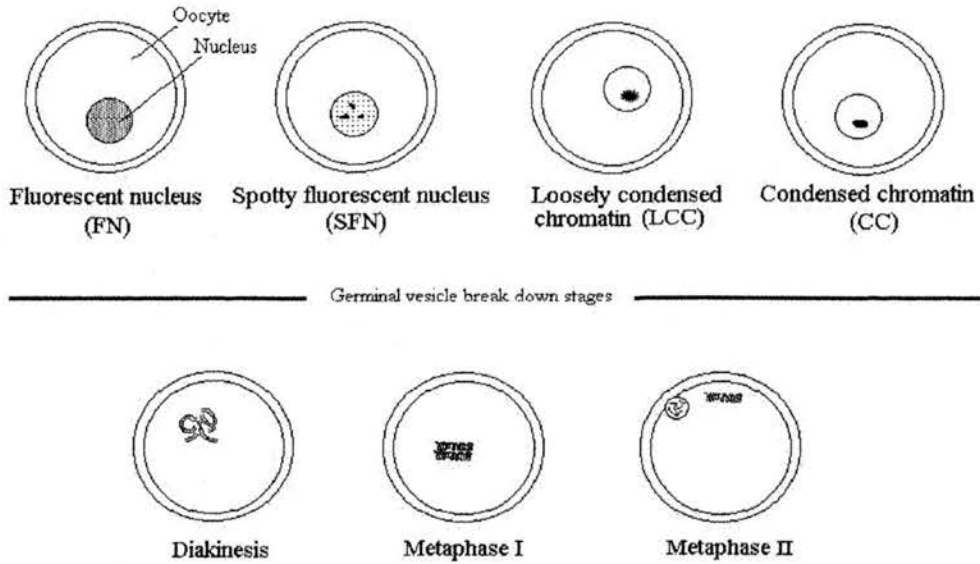 Oocyte
Nucleus
Fluorescent nucleus
(FN)
Spotty fluorescent nucleus
(SFN)
Loosely condensed
chromatin (LCC)
Condensed chromatin
(CC)
Germinal vesicle break down stages
Diakinesis
Metaphase I
Metaphase II